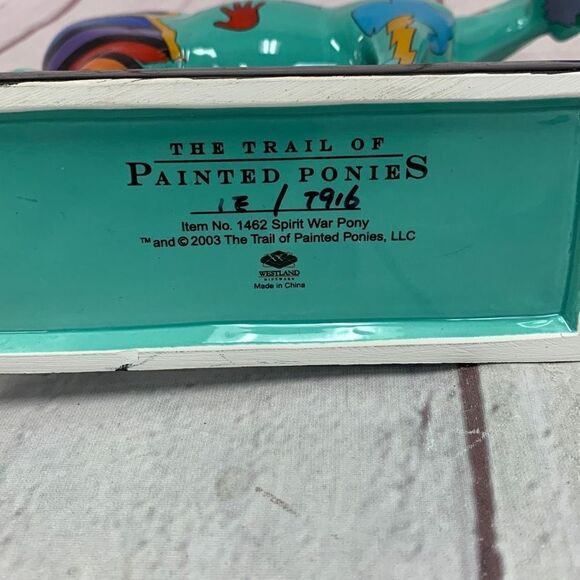 THE TRAIL OF
PAINTED PONIES
1E / 7916
Item No. 1462 Spirit War Pony
™ and © 2003 The Trail of Painted Ponies, LLC
WESTLAND
GIFTWARE
Made in China